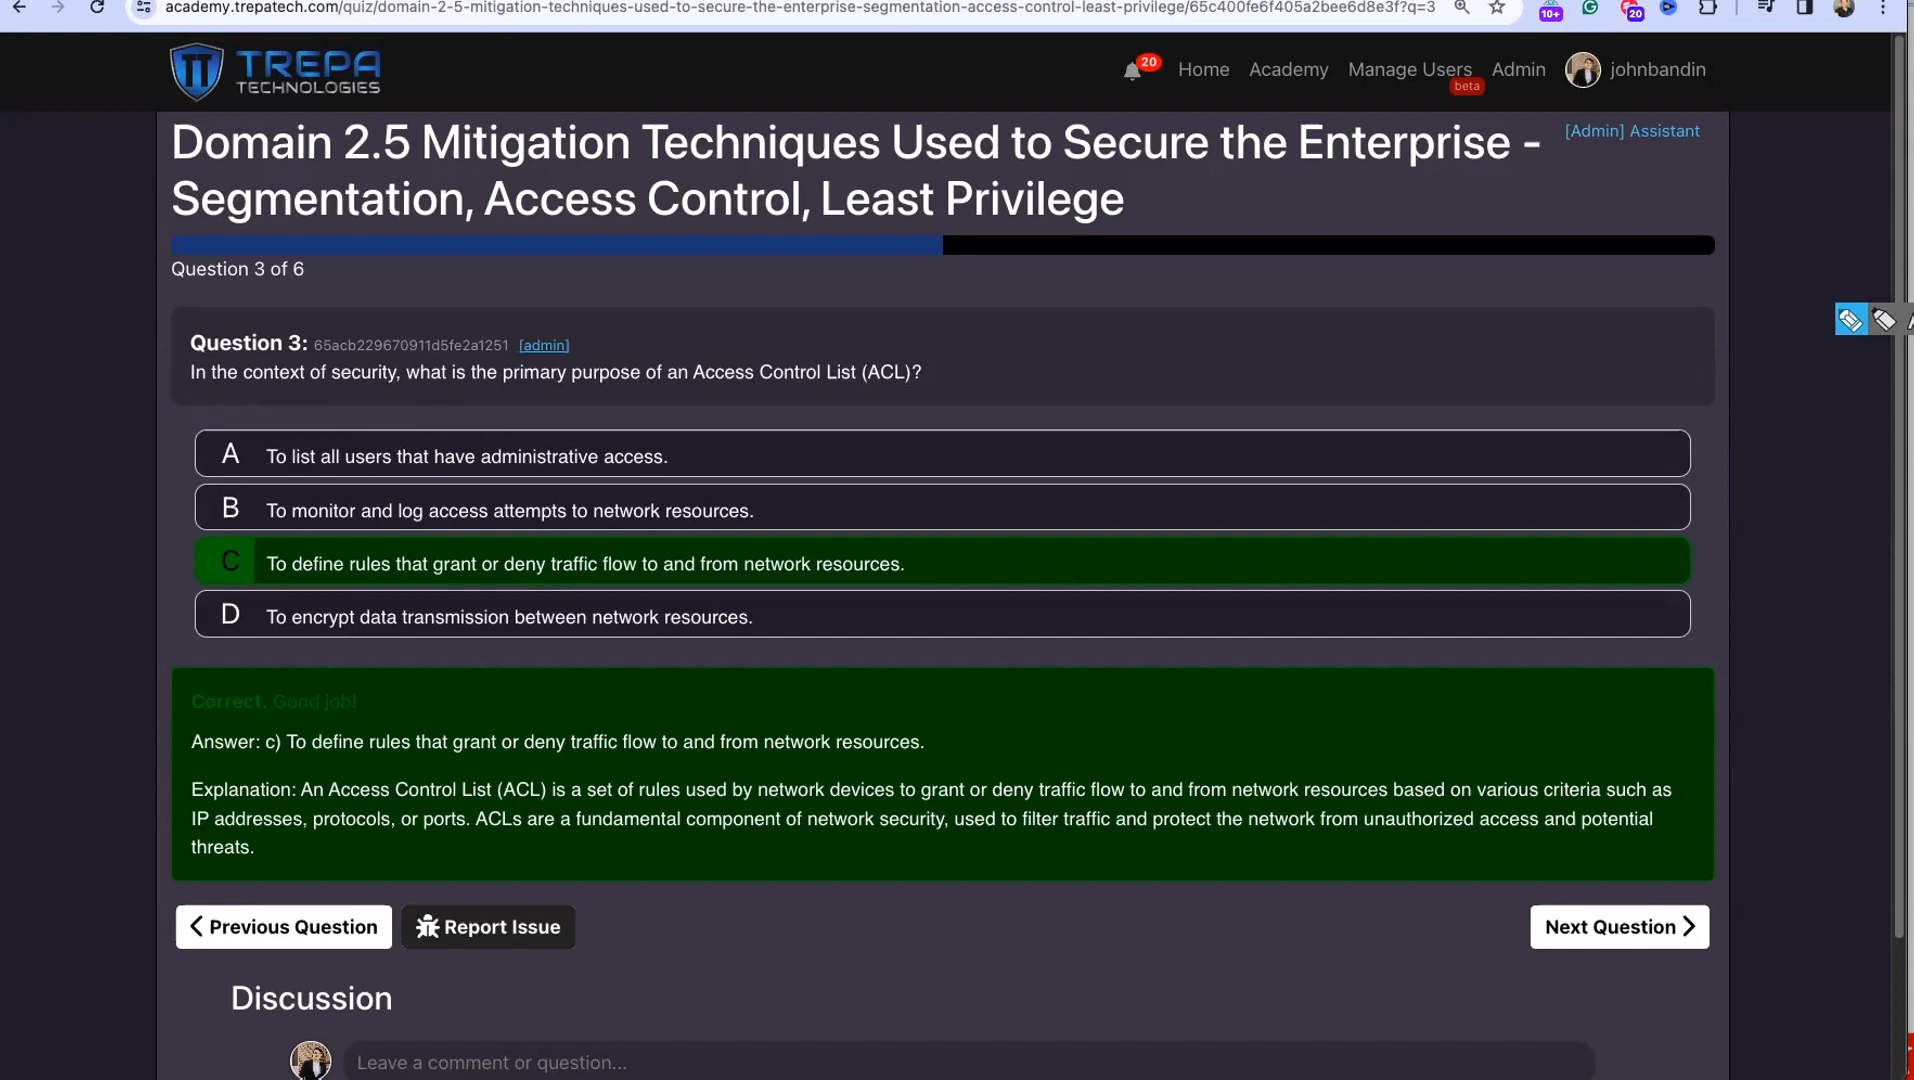 academy.trepatech.com/quiz/domain-2-5-mitigation-techniques-used-to-secure-the-enterprise-segmentation-access-control-least-privilege/65c400fe6f405a2bee6d8e3f?q=3
10+
20
TREPA
TECHNOLOGIES
20
Home
Academy
Manage Users
beta
Admin
johnbandin
Domain 2.5 Mitigation Techniques Used to Secure the Enterprise -
Segmentation, Access Control, Least Privilege
[Admin] Assistant
Question 3 of 6
Question 3: 65acb229670911d5fe2a1251 [admin]
In the context of security, what is the primary purpose of an Access Control List (ACL)?
A To list all users that have administrative access.
B To monitor and log access attempts to network resources.
C To define rules that grant or deny traffic flow to and from network resources.
D To encrypt data transmission between network resources.
Correct. Good job!
Answer: c) To define rules that grant or deny traffic flow to and from network resources.
Explanation: An Access Control List (ACL) is a set of rules used by network devices to grant or deny traffic flow to and from network resources based on various criteria such as
IP addresses, protocols, or ports. ACLs are a fundamental component of network security, used to filter traffic and protect the network from unauthorized access and potential
threats.
Previous Question
Report Issue
Next Question
Discussion
Leave a comment or question...